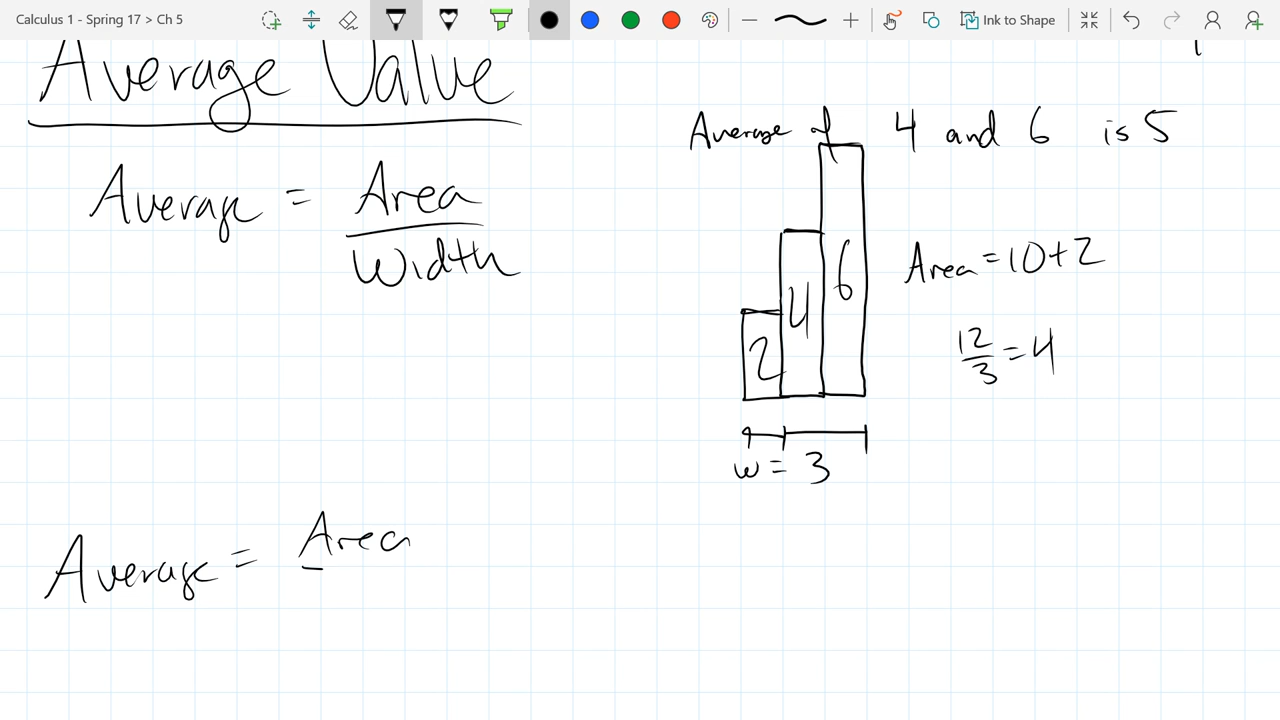 Calculus 1 - Spring 17 > Ch 5
Ink to Shape
Average Value
Average = Area
Width
Average of 4 and 6 is 5
2
4
6
Area = 10+2
12
3
= 4
w = 3
Average = Area